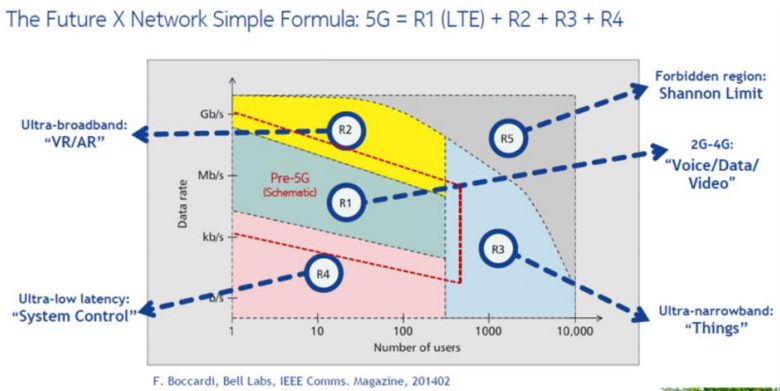 The Future X Network Simple Formula: 5G = R1 (LTE) + R2 + R3 + R4
Forbidden region:
Shannon Limit
Ultra-broadband:
“VR/AR”
2G-4G:
“Voice/Data/
Video”
Ultra-low latency:
“System Control”
Ultra-narrowband:
“Things”
Data rate
Gb/s
Mb/s
kb/s
b/s
R2
R5
Pre-5G
(Schematic)
R1
R3
R4
1
10
100
1000
10,000
Number of users
F. Boccardi, Bell Labs, IEEE Comms. Magazine, 201402